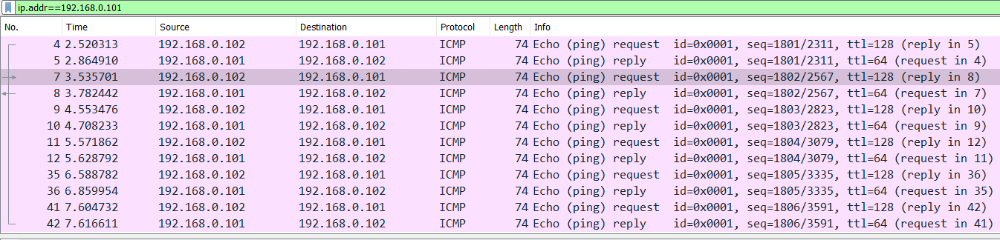 ip.addr==192.168.0.101
No. Time Source Destination Protocol Length Info
4 2.520313 192.168.0.102 192.168.0.101 ICMP 74 Echo (ping) request id=0x0001, seq=1801/2311, ttl=128 (reply in 5)
5 2.864910 192.168.0.101 192.168.0.102 ICMP 74 Echo (ping) reply id=0x0001, seq=1801/2311, ttl=64 (request in 4)
7 3.535701 192.168.0.102 192.168.0.101 ICMP 74 Echo (ping) request id=0x0001, seq=1802/2567, ttl=128 (reply in 8)
8 3.782442 192.168.0.101 192.168.0.102 ICMP 74 Echo (ping) reply id=0x0001, seq=1802/2567, ttl=64 (request in 7)
9 4.553476 192.168.0.102 192.168.0.101 ICMP 74 Echo (ping) request id=0x0001, seq=1803/2823, ttl=128 (reply in 10)
10 4.708233 192.168.0.101 192.168.0.102 ICMP 74 Echo (ping) reply id=0x0001, seq=1803/2823, ttl=64 (request in 9)
11 5.571862 192.168.0.102 192.168.0.101 ICMP 74 Echo (ping) request id=0x0001, seq=1804/3079, ttl=128 (reply in 12)
12 5.628792 192.168.0.101 192.168.0.102 ICMP 74 Echo (ping) reply id=0x0001, seq=1804/3079, ttl=64 (request in 11)
35 6.588782 192.168.0.102 192.168.0.101 ICMP 74 Echo (ping) request id=0x0001, seq=1805/3335, ttl=128 (reply in 36)
36 6.859954 192.168.0.101 192.168.0.102 ICMP 74 Echo (ping) reply id=0x0001, seq=1805/3335, ttl=64 (request in 35)
41 7.604732 192.168.0.102 192.168.0.101 ICMP 74 Echo (ping) request id=0x0001, seq=1806/3591, ttl=128 (reply in 42)
42 7.616611 192.168.0.101 192.168.0.102 ICMP 74 Echo (ping) reply id=0x0001, seq=1806/3591, ttl=64 (request in 41)